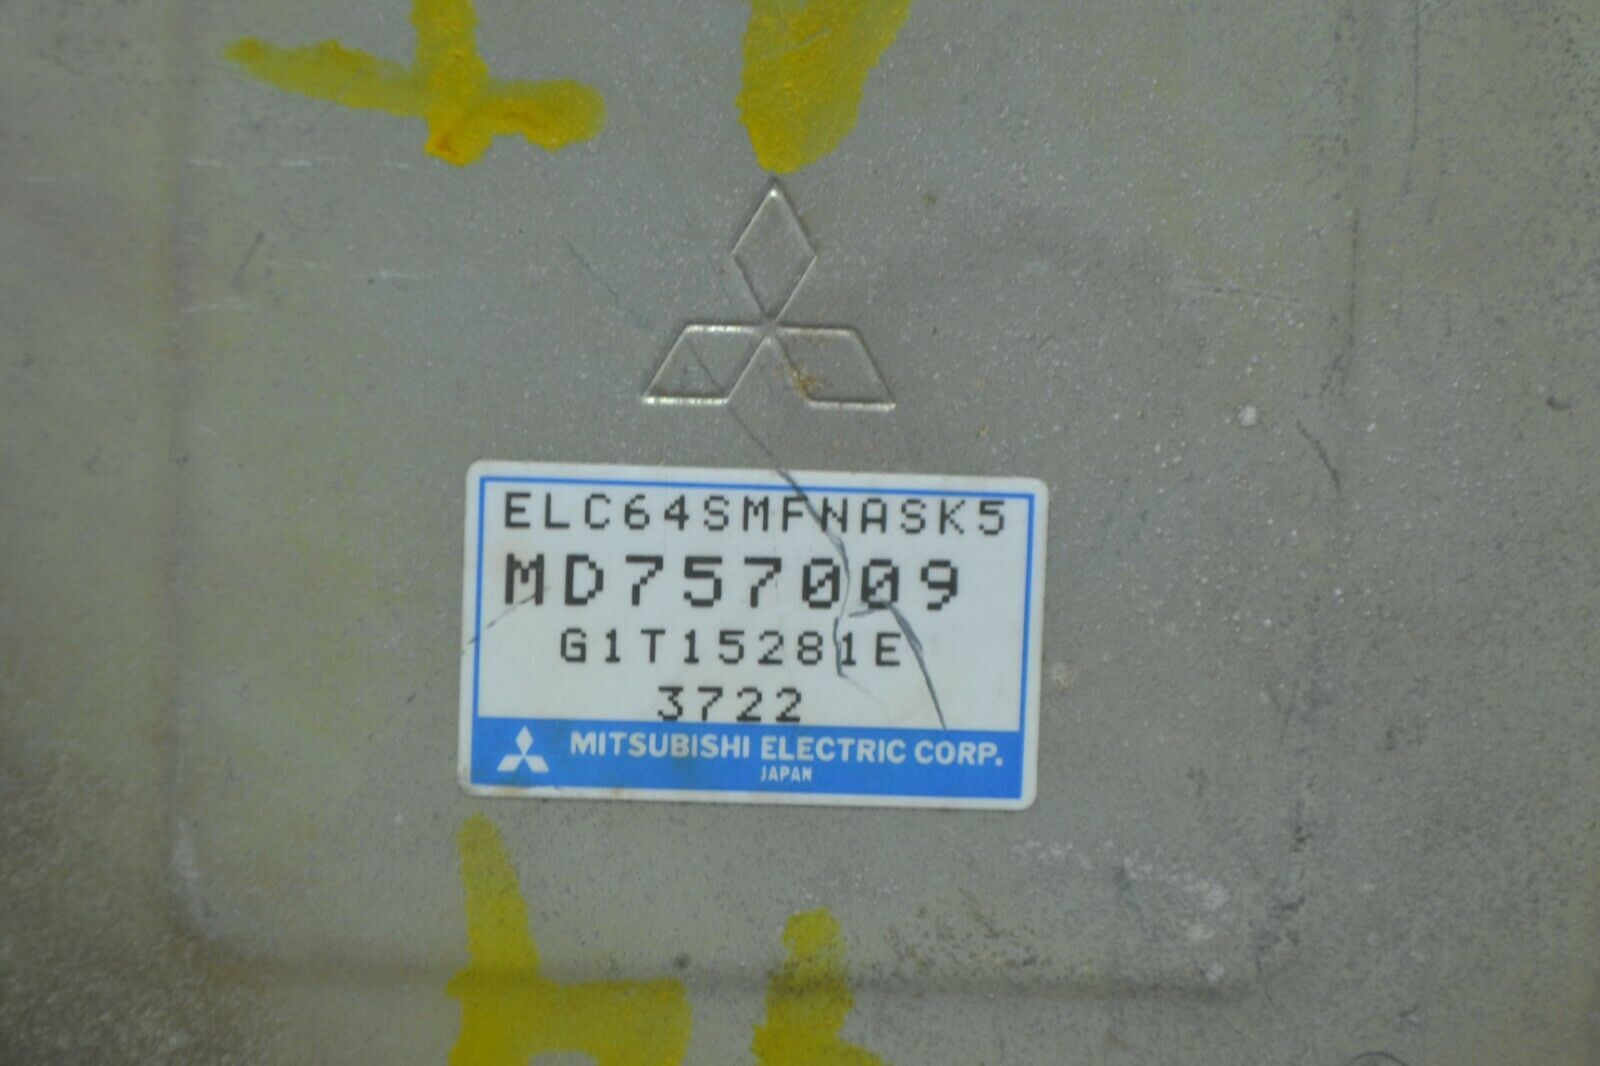 ELC64SMFNASK5
MD757009
G1T15281E
3722
MITSUBISHI ELECTRIC CORP.
JAPAN